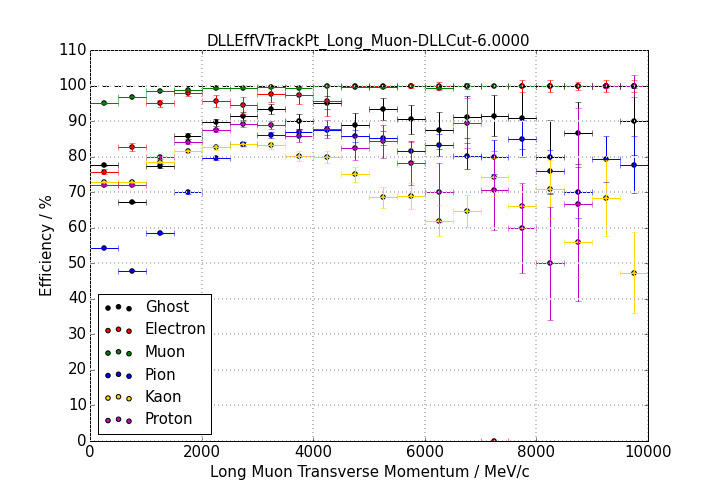 DLLEffVTrackPt_Long_Muon-DLLCut-6.0000
110
100
90
80
70
60
50
40
30
20
10
0
Efficiency / %
Ghost
Electron
Muon
Pion
Kaon
Proton
0 2000 4000 6000 8000 10000
Long Muon Transverse Momentum / MeV/c